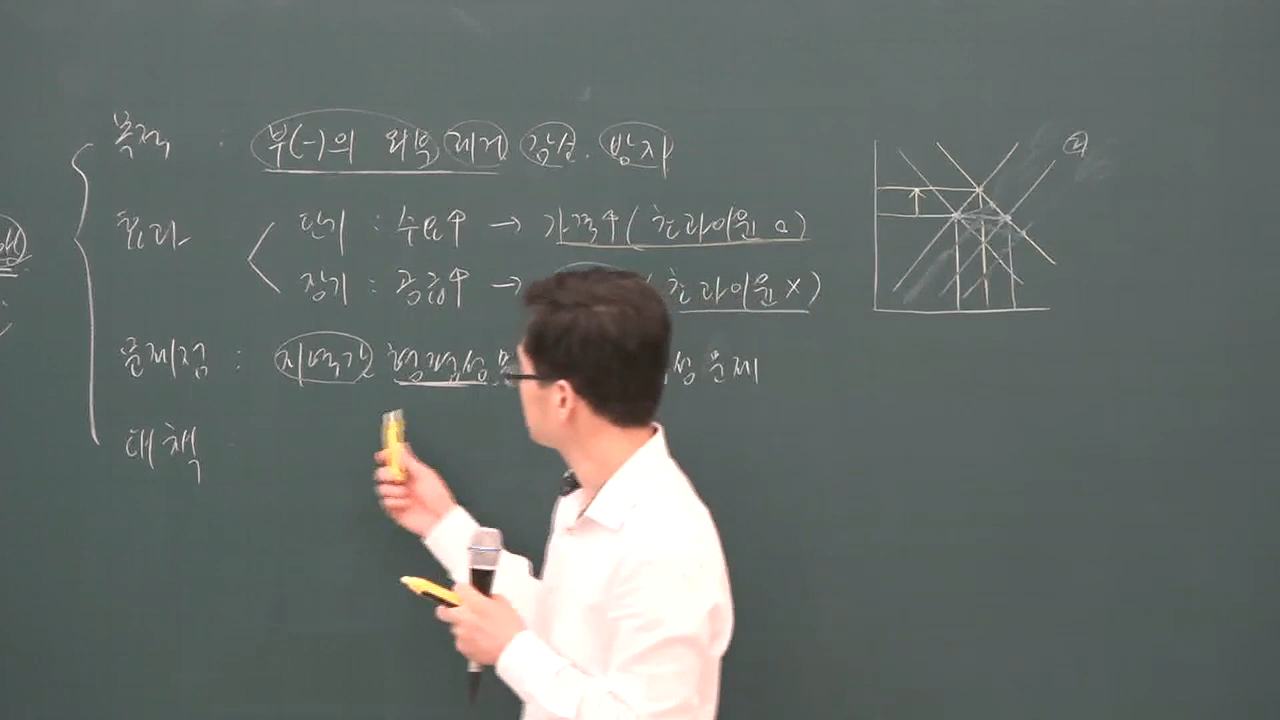 목적 : 부(-)의 외부 제거 감소. 방지
효과
단기 : 수요↑ → 가격↑ ( 초과이윤 o )
장기 : 공급↑ → ( 초과이윤 × )
문제점 : 지역간 형평성 문제
대책